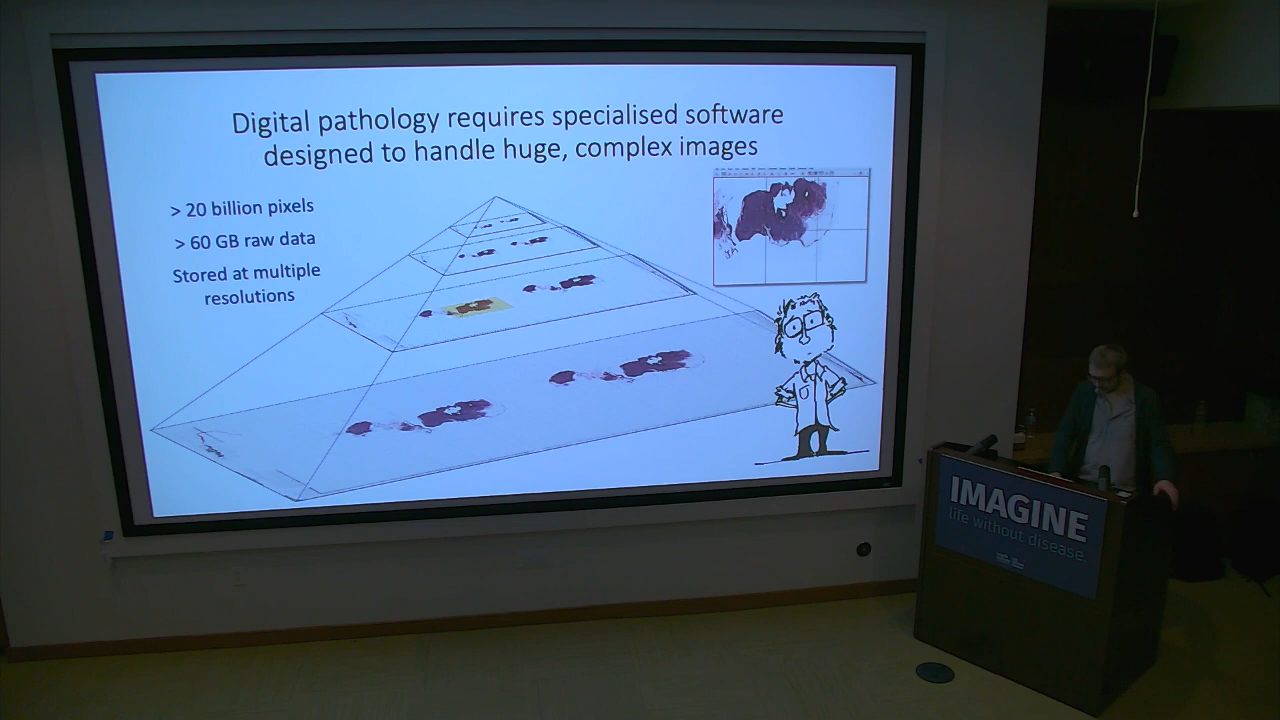 Digital pathology requires specialised software
designed to handle huge, complex images
> 20 billion pixels
> 60 GB raw data
Stored at multiple
resolutions
IMAGINE
life without disease.